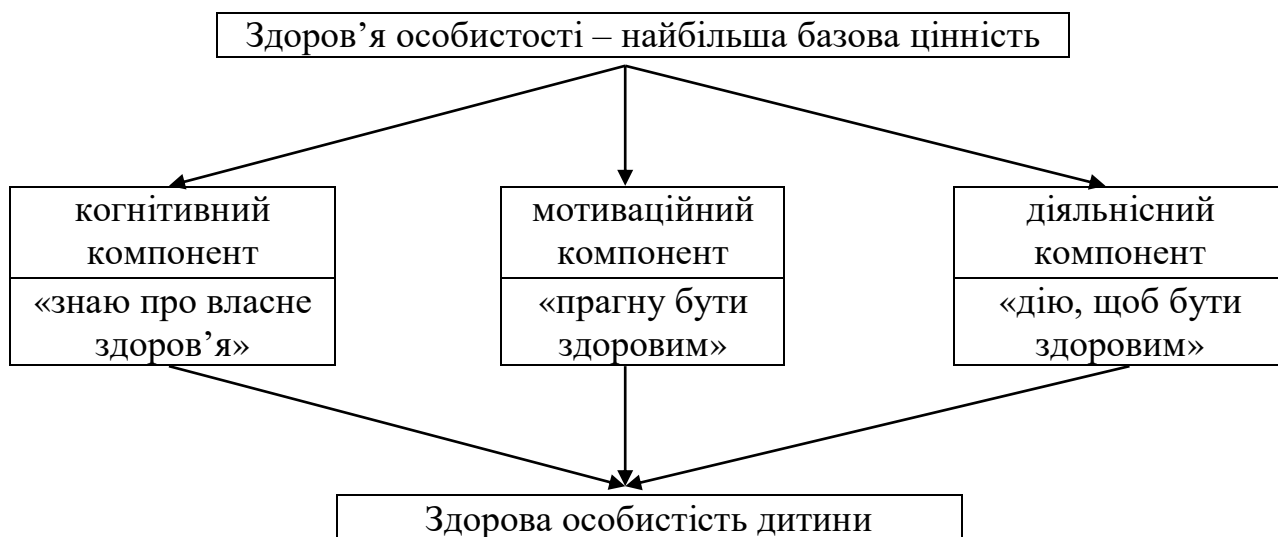 Здоров’я особистості – найбільша базова цінність
когнітивний
компонент
«знаю про власне
здоров’я»
мотиваційний
компонент
«прагну бути
здоровим»
діяльнісний
компонент
«дію, щоб бути
здоровим»
Здорова особистість дитини